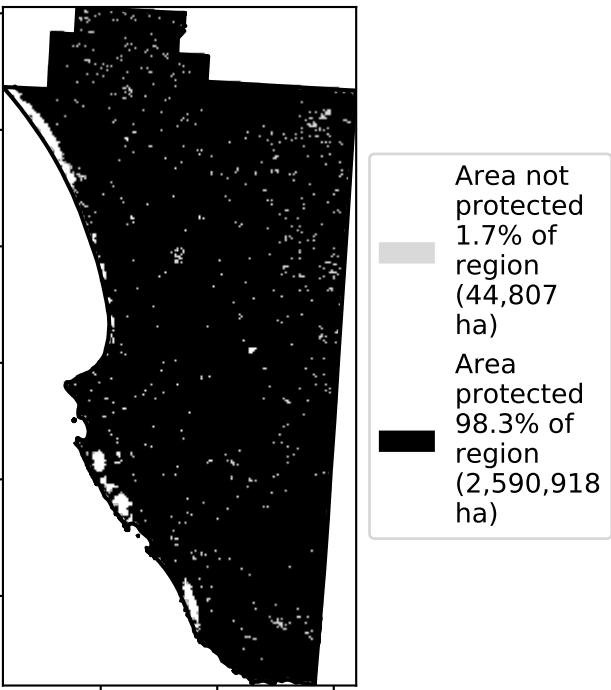 Area not
protected
1.7% of
region
(44,807
ha)
Area
protected
98.3% of
region
(2,590,918
ha)